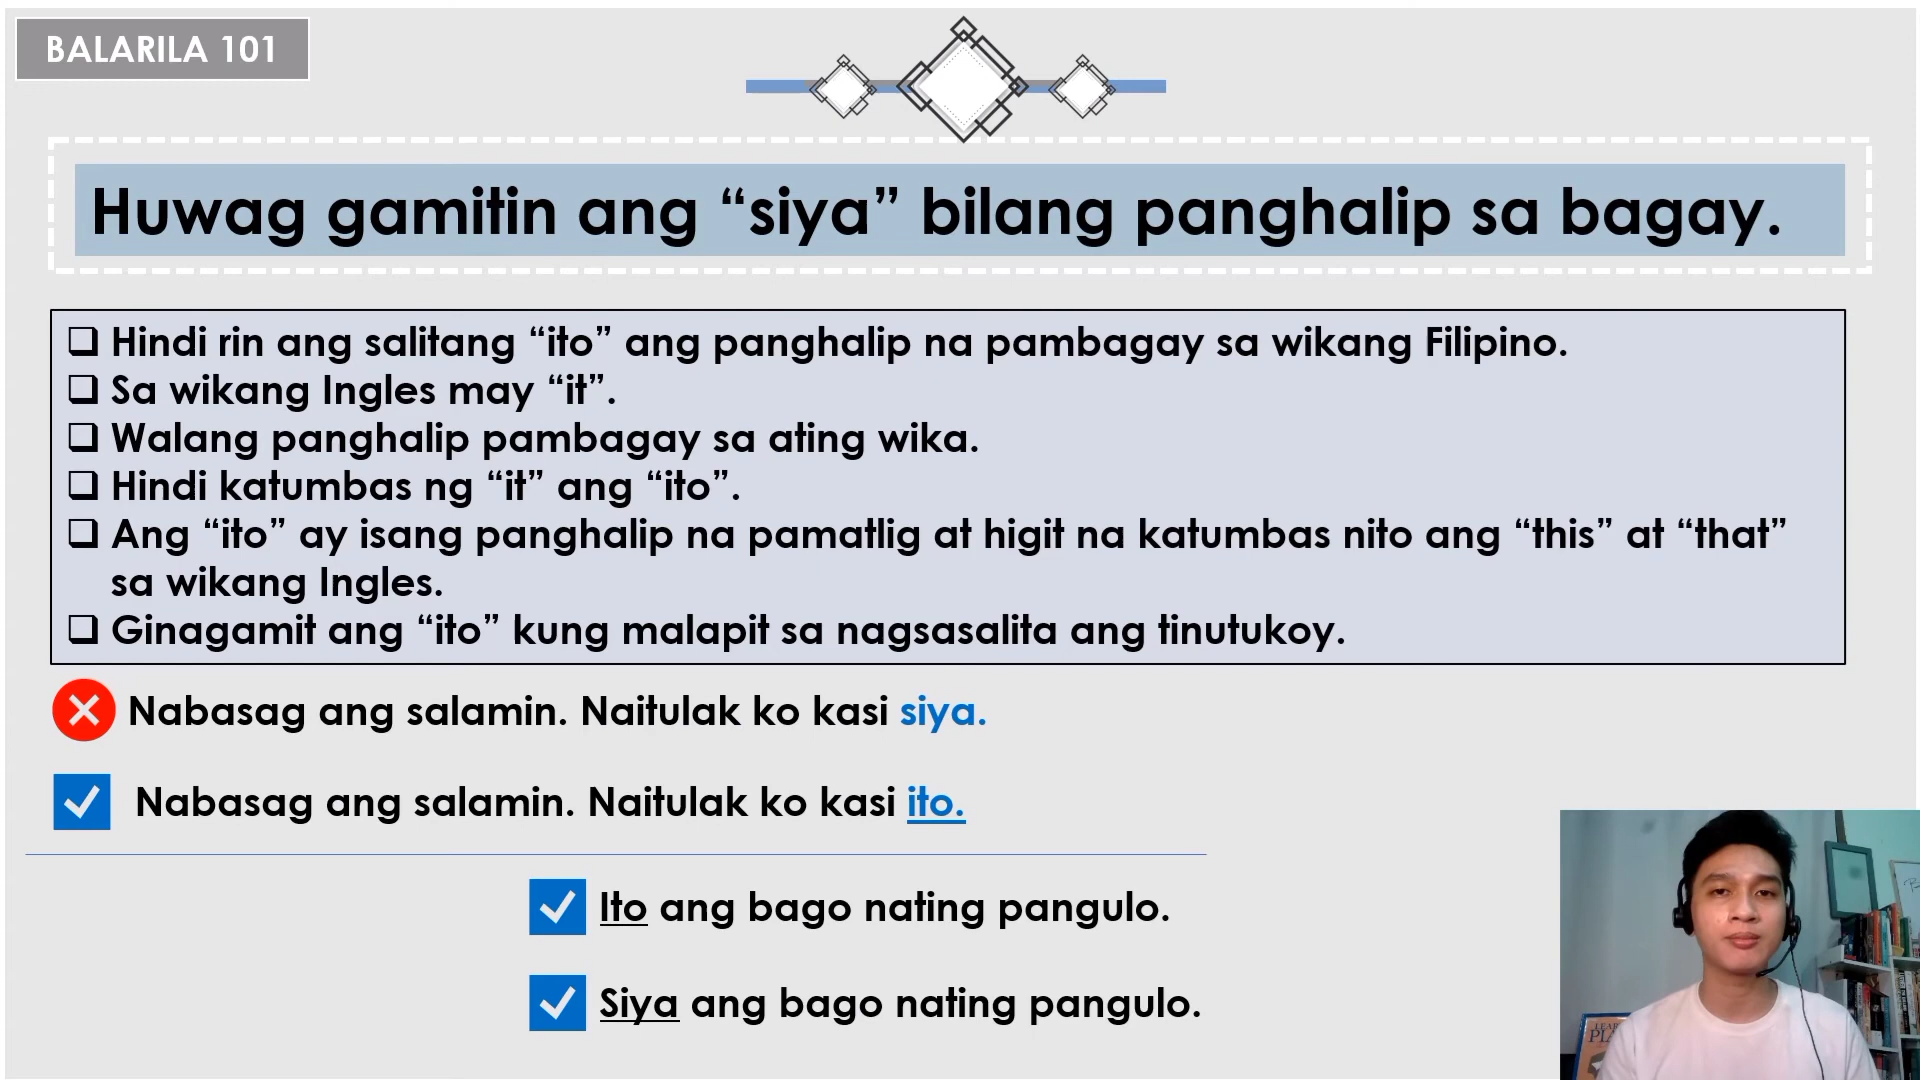 BALARILA 101
Huwag gamitin ang “siya” bilang panghalip sa bagay.
❑ Hindi rin ang salitang “ito” ang panghalip na pambagay sa wikang Filipino.
❑ Sa wikang Ingles may “it”.
❑ Walang panghalip pambagay sa ating wika.
❑ Hindi katumbas ng “it” ang “ito”.
❑ Ang “ito” ay isang panghalip na pamatlig at higit na katumbas nito ang “this” at “that”
sa wikang Ingles.
❑ Ginagamit ang “ito” kung malapit sa nagsasalita ang tinutukoy.
Nabasag ang salamin. Naitulak ko kasi siya.
Nabasag ang salamin. Naitulak ko kasi ito.
Ito ang bago nating pangulo.
Siya ang bago nating pangulo.